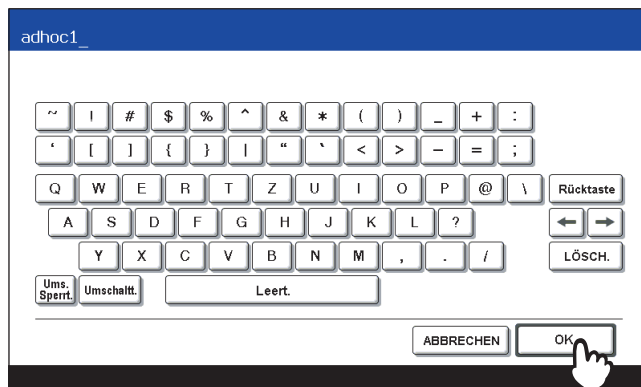 adhoc1_
~ ! # $ % ^ & * ( ) _ + :
‘ [ ] { } | “ ` < > – = ;
Q W E R T Z U I O P @ \ Rücktaste
A S D F G H J K L ? ← →
Y X C V B N M , . / LÖSCH.
Ums. Sperrt. Umschaltt. Leert.
ABBRECHEN OK